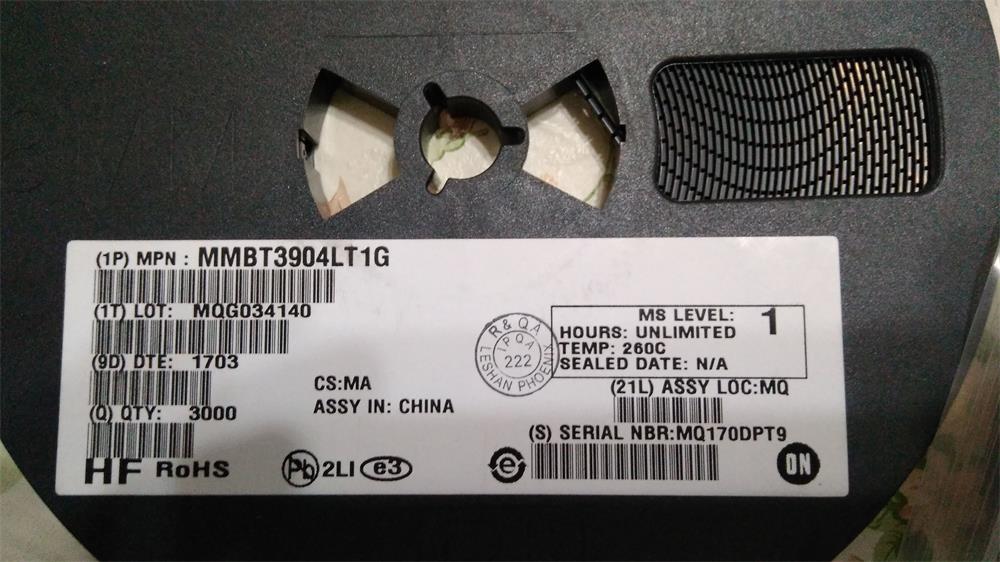 (1P) MPN : MMBT3904LT1G
(1T) LOT: MQG034140
(9D) DTE: 1703
(Q) QTY: 3000
HF RoHS
CS:MA
ASSY IN: CHINA
Pb 2LI e3
R & QA
IPQA
222
LESHAN PHOENIX
MS LEVEL: 1
HOURS: UNLIMITED
TEMP: 260C
SEALED DATE: N/A
(21L) ASSY LOC:MQ
(S) SERIAL NBR:MQ170DPT9
e
ON